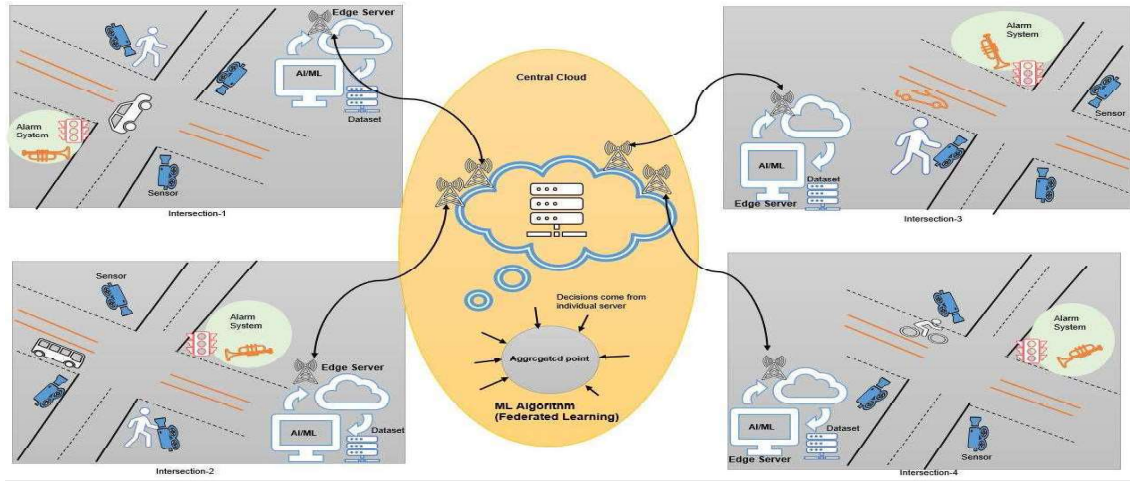 Edge Server
AI/ML
Dataset
Alarm
System
Sensor
Intersection-1
Central Cloud
Decisions come from
individual server
Aggregated point
ML Algorithm
(Federated Learning)
Alarm
System
Sensor
AI/ML
Dataset
Edge Server
Intersection-3
Sensor
Alarm
System
Edge Server
AI/ML
Dataset
Intersection-2
Alarm
System
AI/ML
Dataset
Edge Server
Sensor
Intersection-4